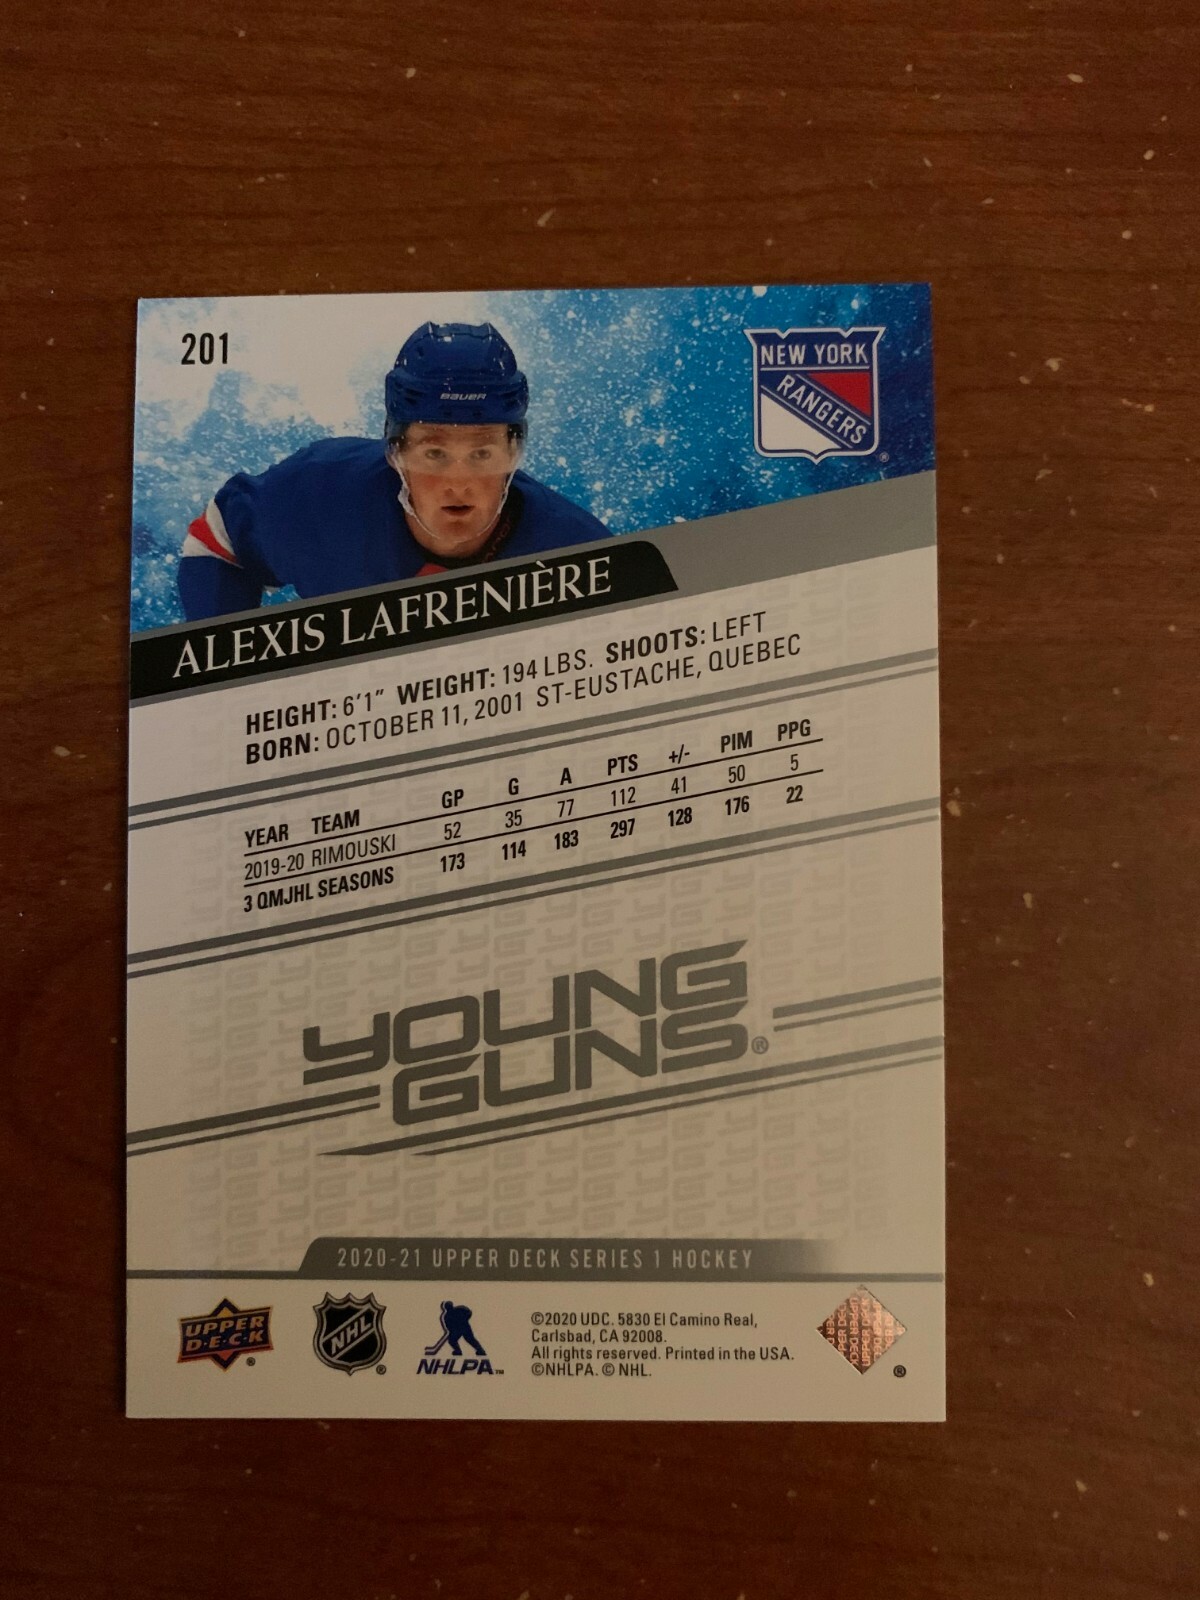 201
BAUER
NEW YORK
RANGERS
®
ALEXIS LAFRENIÈRE
HEIGHT: 6'1" WEIGHT: 194 LBS. SHOOTS: LEFT
BORN: OCTOBER 11, 2001 ST-EUSTACHE, QUEBEC
YEAR TEAM GP G A PTS +/- PIM PPG
2019-20 RIMOUSKI 52 35 77 112 41 50 5
3 QMJHL SEASONS 173 114 183 297 128 176 22
YOUNG
GUNS®
2020-21 UPPER DECK SERIES 1 HOCKEY
UPPER
D•E•C•K
®
NHL
®
NHLPA™
©2020 UDC. 5830 El Camino Real,
Carlsbad, CA 92008.
All rights reserved. Printed in the USA.
©NHLPA. © NHL.
®